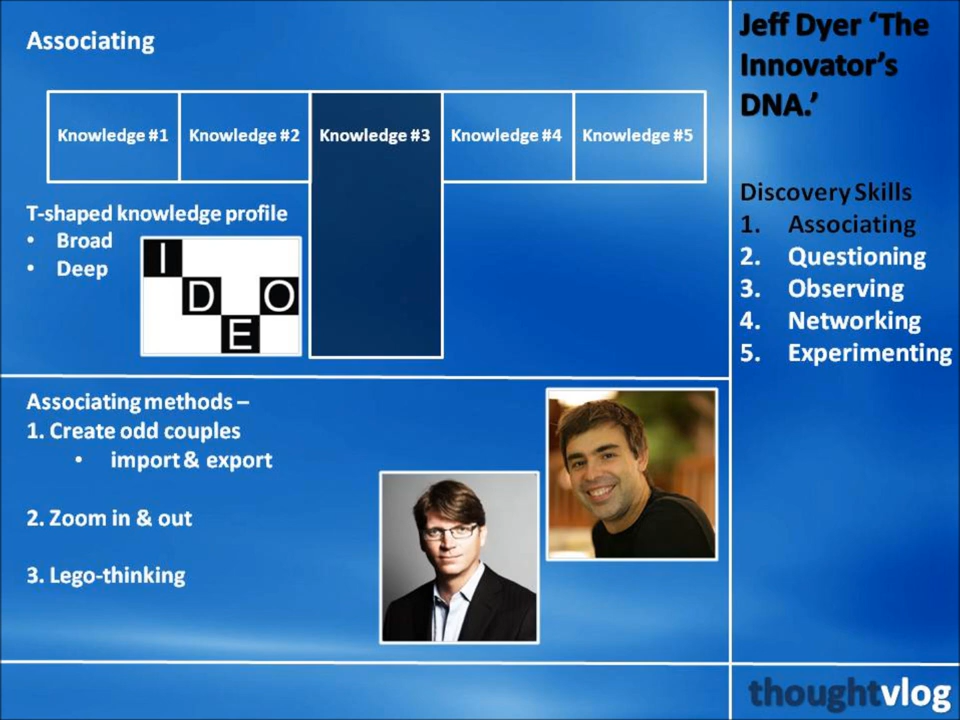 Associating
Knowledge #1 Knowledge #2 Knowledge #3 Knowledge #4 Knowledge #5
T-shaped knowledge profile
• Broad
• Deep
IDEO
Associating methods –
1. Create odd couples
• import & export
2. Zoom in & out
3. Lego-thinking
Jeff Dyer ‘The
Innovator’s
DNA.’
Discovery Skills
1. Associating
2. Questioning
3. Observing
4. Networking
5. Experimenting
thoughtvlog